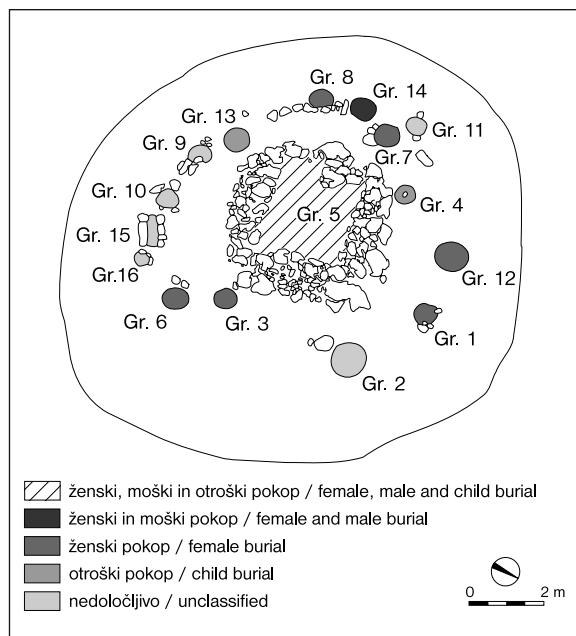 Gr. 8
Gr. 14
Gr. 13
Gr. 9
Gr. 11
Gr. 7
Gr. 10
Gr. 5
Gr. 4
Gr. 15
Gr.16
Gr. 12
Gr. 6
Gr. 3
Gr. 1
Gr. 2
ženski, moški in otroški pokop / female, male and child burial
ženski in moški pokop / female and male burial
ženski pokop / female burial
otroški pokop / child burial
nedoločljivo / unclassified
0 2 m